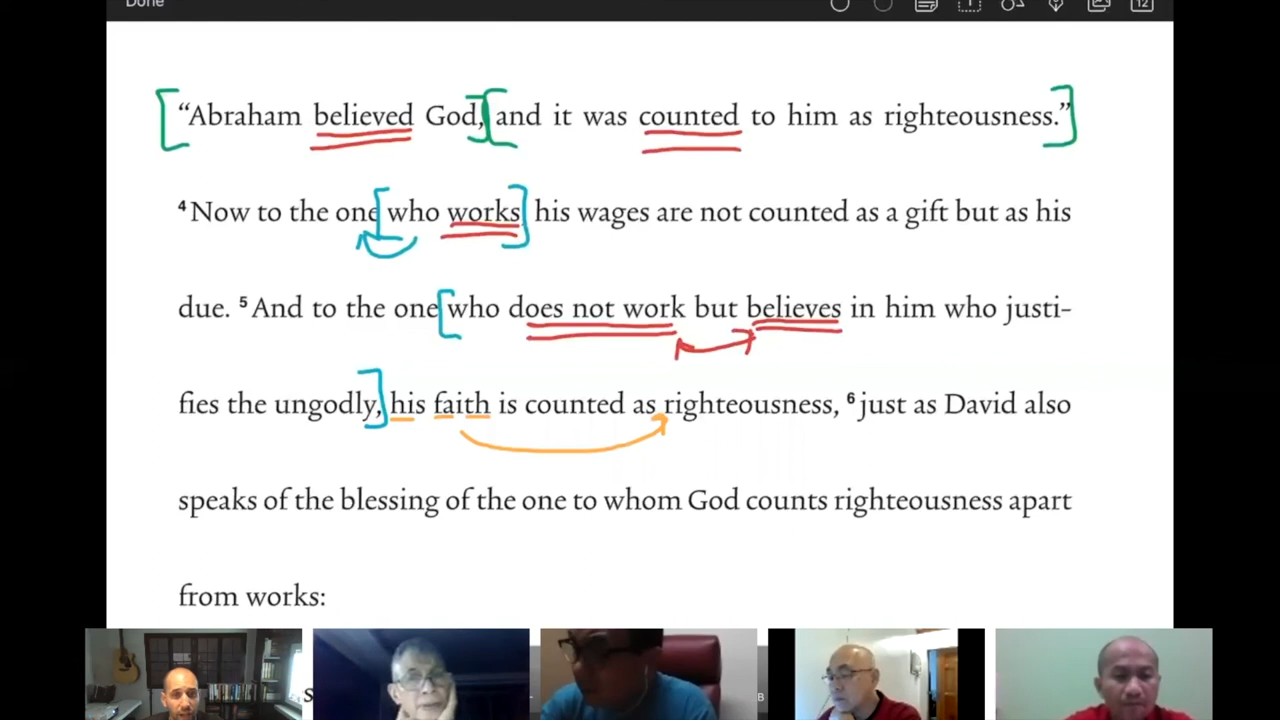 Done
12
“Abraham believed God, and it was counted to him as righteousness.”
4 Now to the one who works, his wages are not counted as a gift but as his
due. 5 And to the one who does not work but believes in him who justi-
fies the ungodly, his faith is counted as righteousness, 6 just as David also
speaks of the blessing of the one to whom God counts righteousness apart
from works: